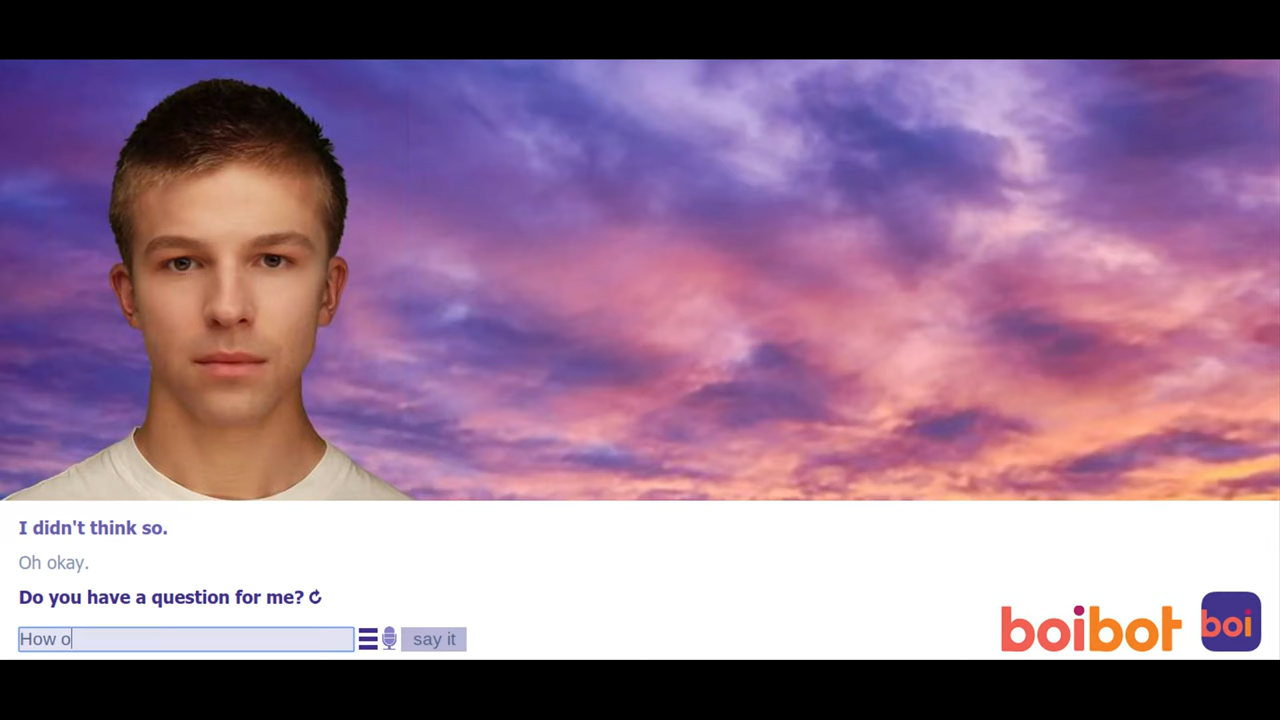 I didn't think so.
Oh okay.
Do you have a question for me?
How o
say it
boibot
boi